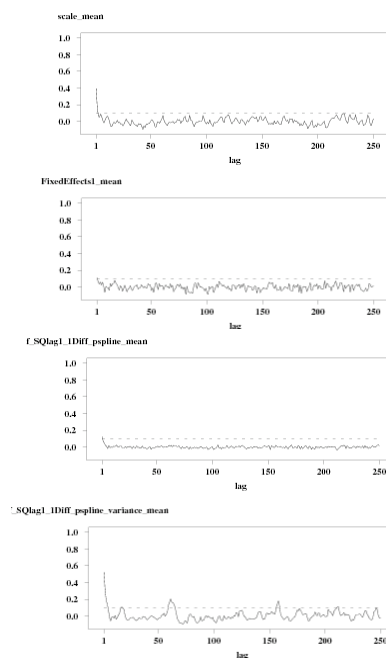 scale_mean
1.0
0.8
0.6
0.4
0.2
0.0
1 50 100 150 200 250
lag
FixedEffects1_mean
1.0
0.8
0.6
0.4
0.2
0.0
1 50 100 150 200 250
lag
f_SQlag1_1Diff_pspline_mean
1.0
0.8
0.6
0.4
0.2
0.0
1 50 100 150 200 250
lag
_SQlag1_1Diff_pspline_variance_mean
1.0
0.8
0.6
0.4
0.2
0.0
1 50 100 150 200 250
lag